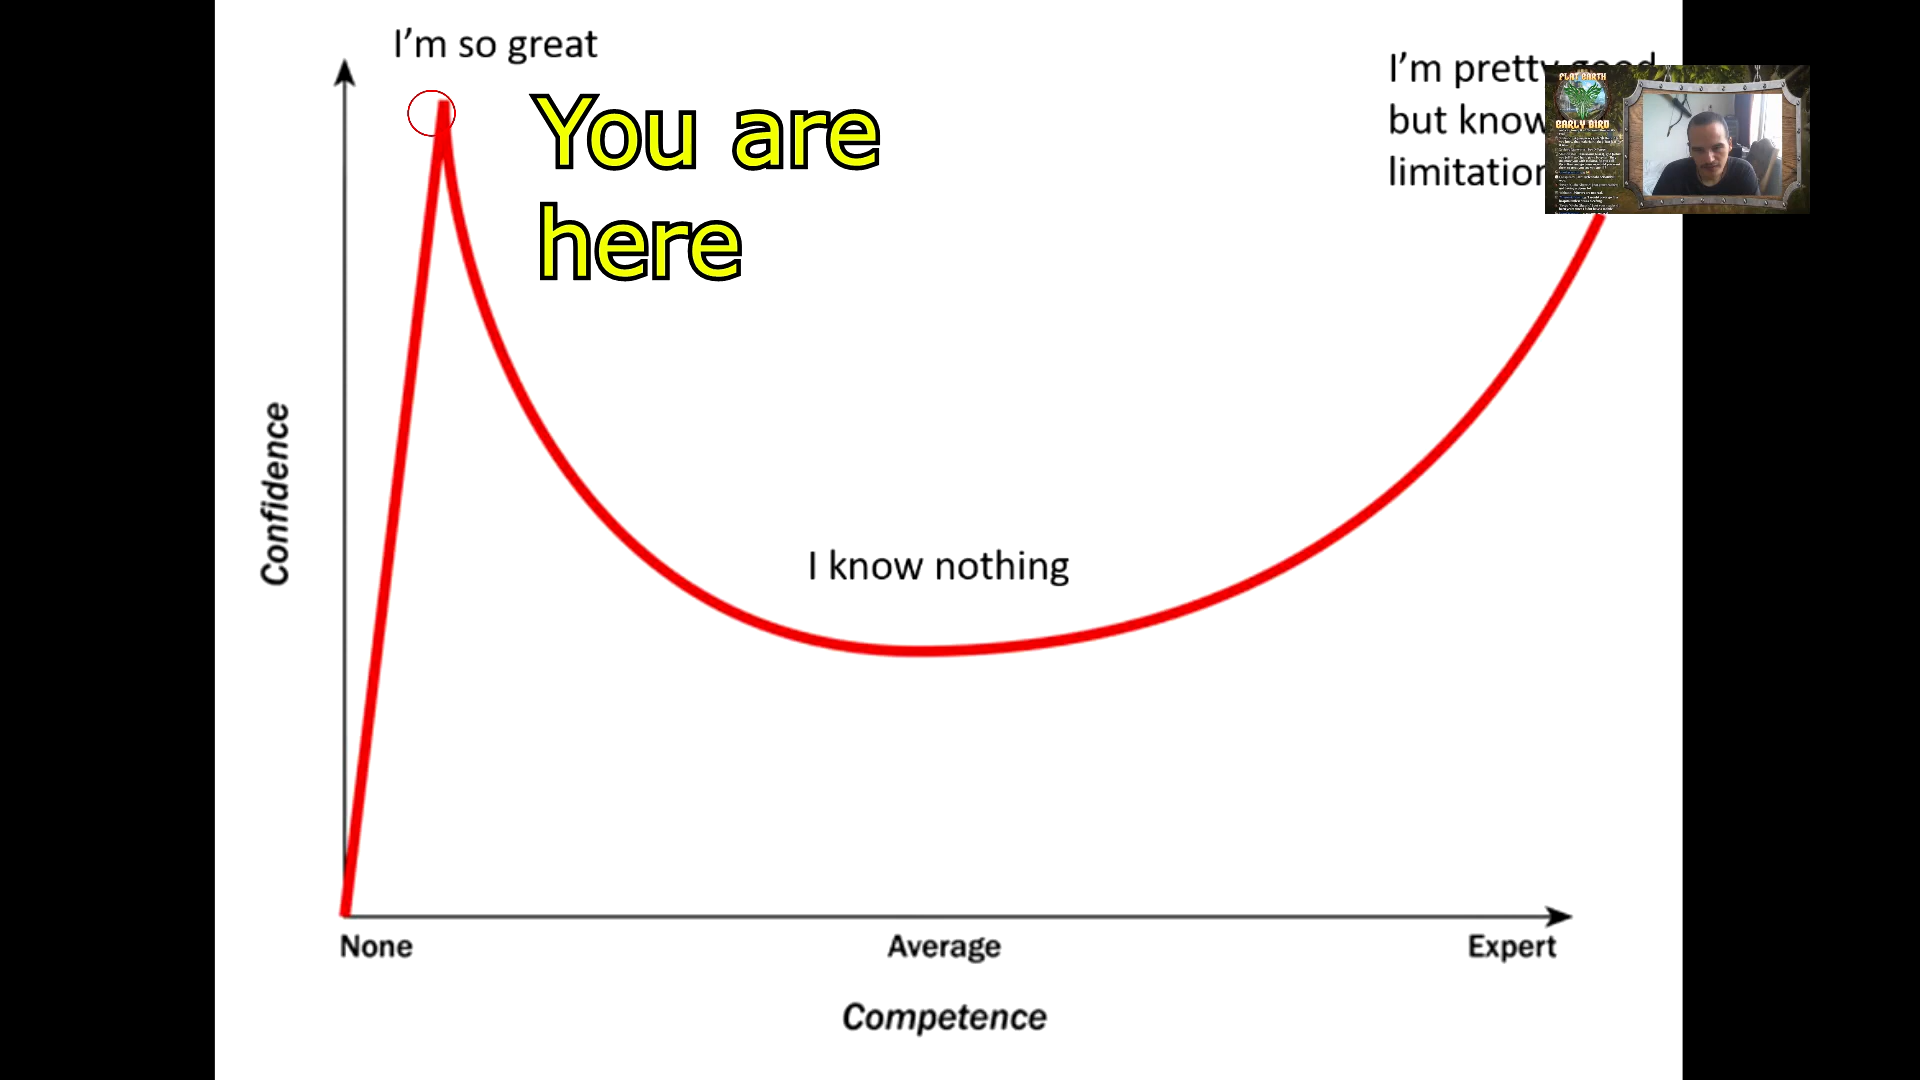 I'm so great
You are
here
I'm pretty good
but know
limitation
FLAT EARTH
EARLY BIRD
Confidence
I know nothing
None Average Expert
Competence